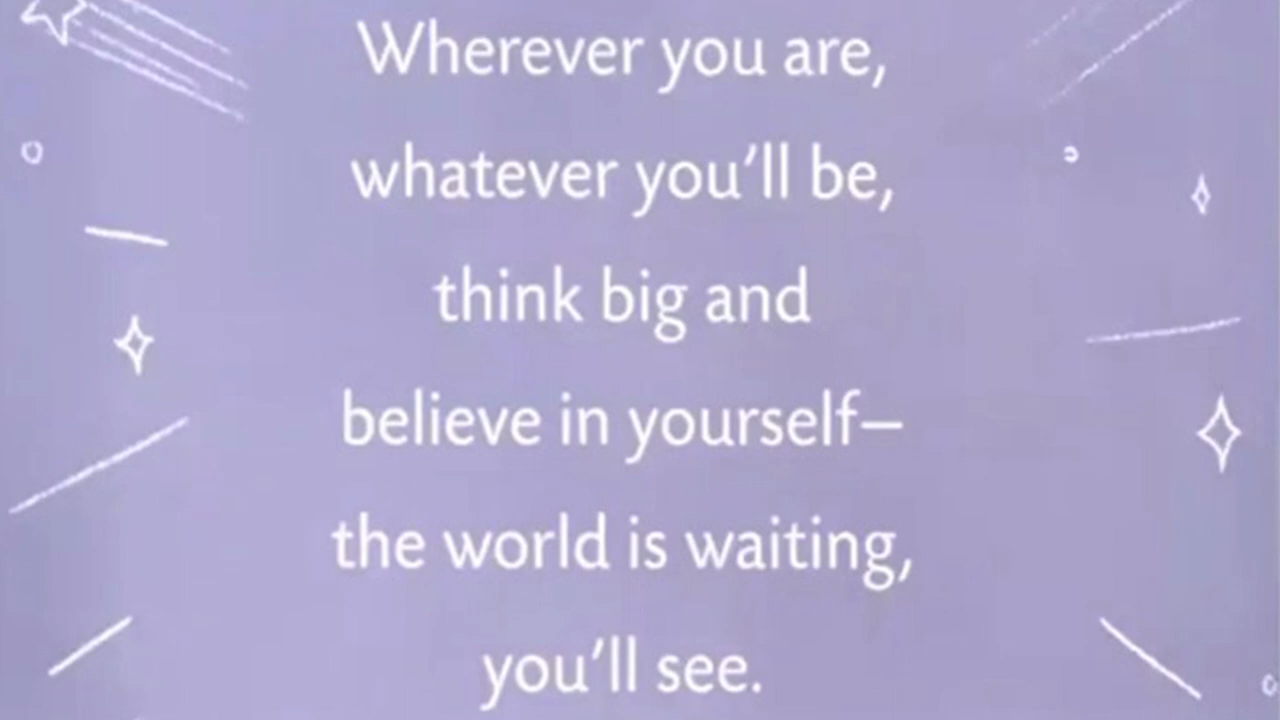 Wherever you are,
whatever you’ll be,
think big and
believe in yourself—
the world is waiting,
you’ll see.